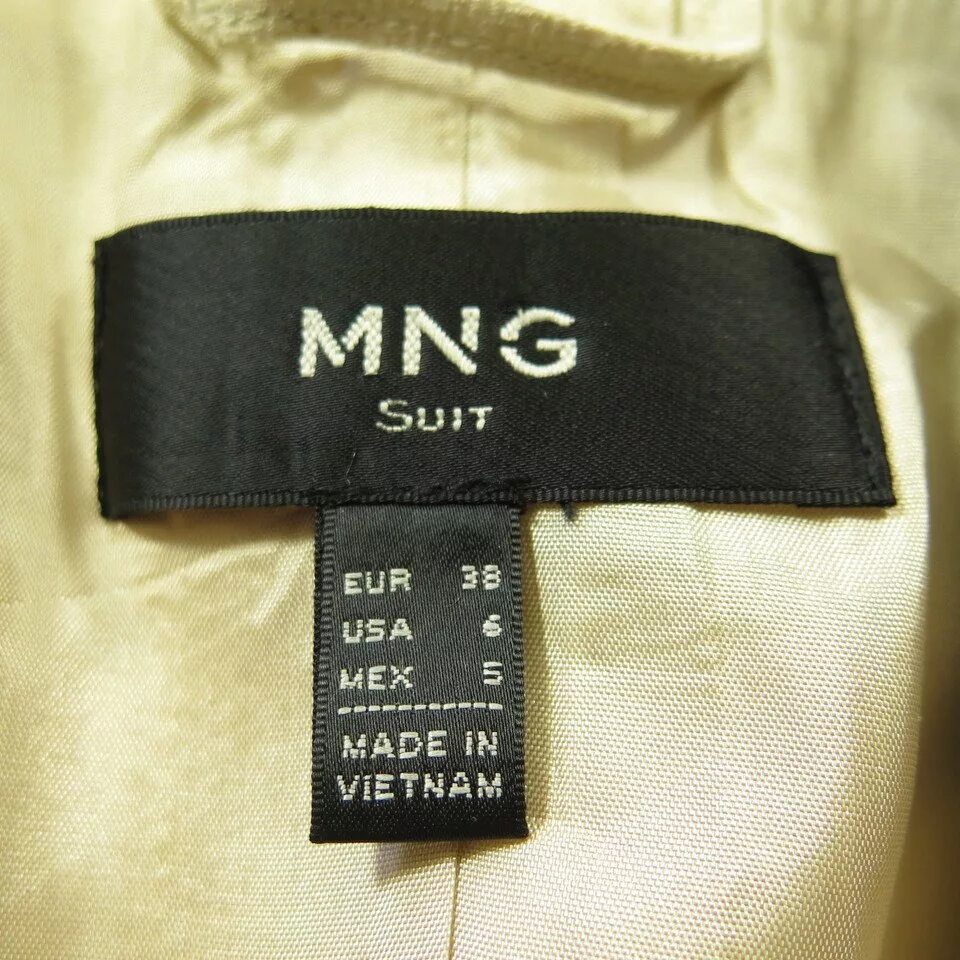 MNG
SUIT
EUR 38
USA 6
MEX 5
MADE IN
VIETNAM